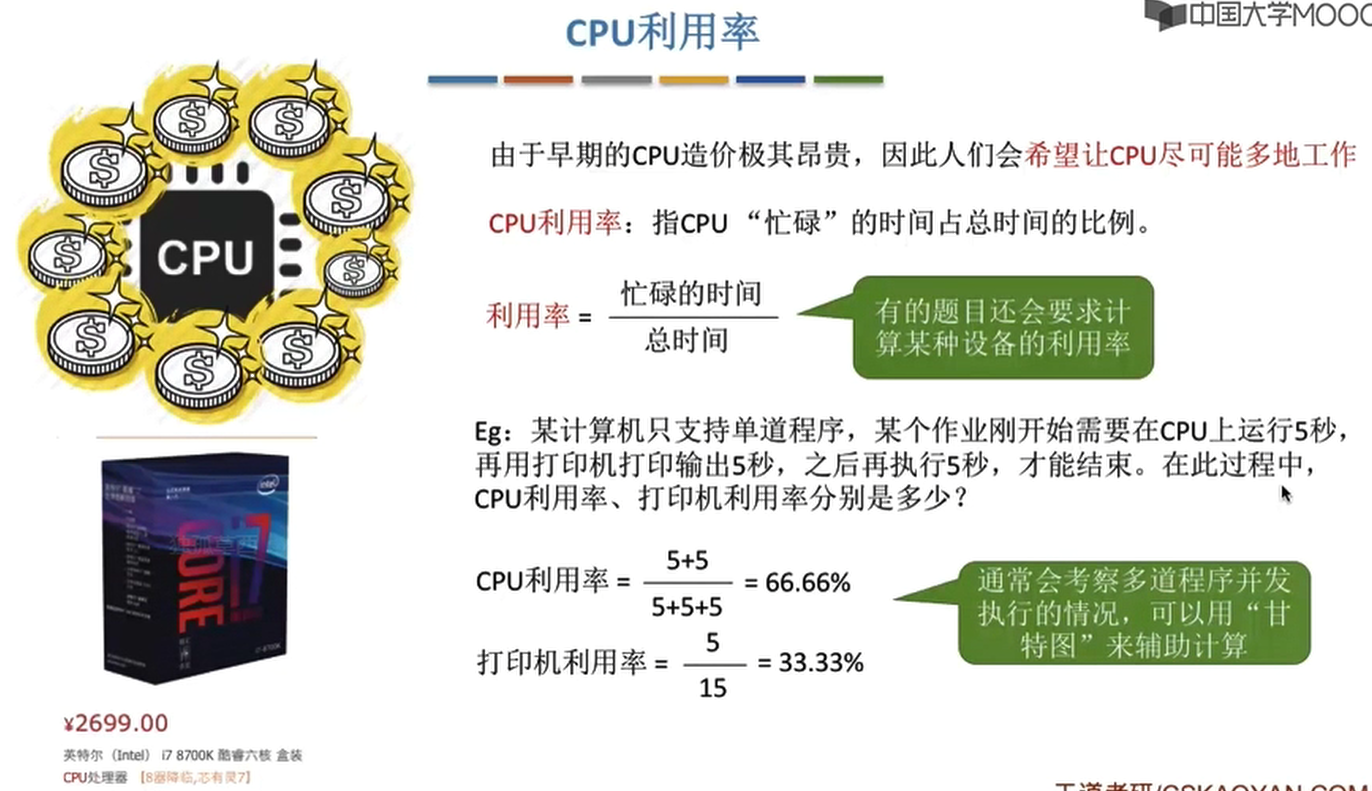 CPU利用率
中国大学MOOC
CPU
由于早期的CPU造价极其昂贵，因此人们会希望让CPU尽可能多地工作
CPU利用率：指CPU “忙碌”的时间占总时间的比例。
利用率 =
忙碌的时间
总时间
有的题目还会要求计
算某种设备的利用率
Eg：某计算机只支持单道程序，某个作业刚开始需要在CPU上运行5秒，
再用打印机打印输出5秒，之后再执行5秒，才能结束。在此过程中，
CPU利用率、打印机利用率分别是多少？
CPU利用率 =
5+5
5+5+5
= 66.66%
打印机利用率 =
5
15
= 33.33%
通常会考察多道程序并发
执行的情况，可以用“甘
特图”来辅助计算
intel
CORE
i7
i7-8700K
¥2699.00
英特尔（Intel） i7 8700K 酷睿六核 盒装
CPU处理器 【8器降临,芯有灵7】
王道考研/CSKAOYAN.COM